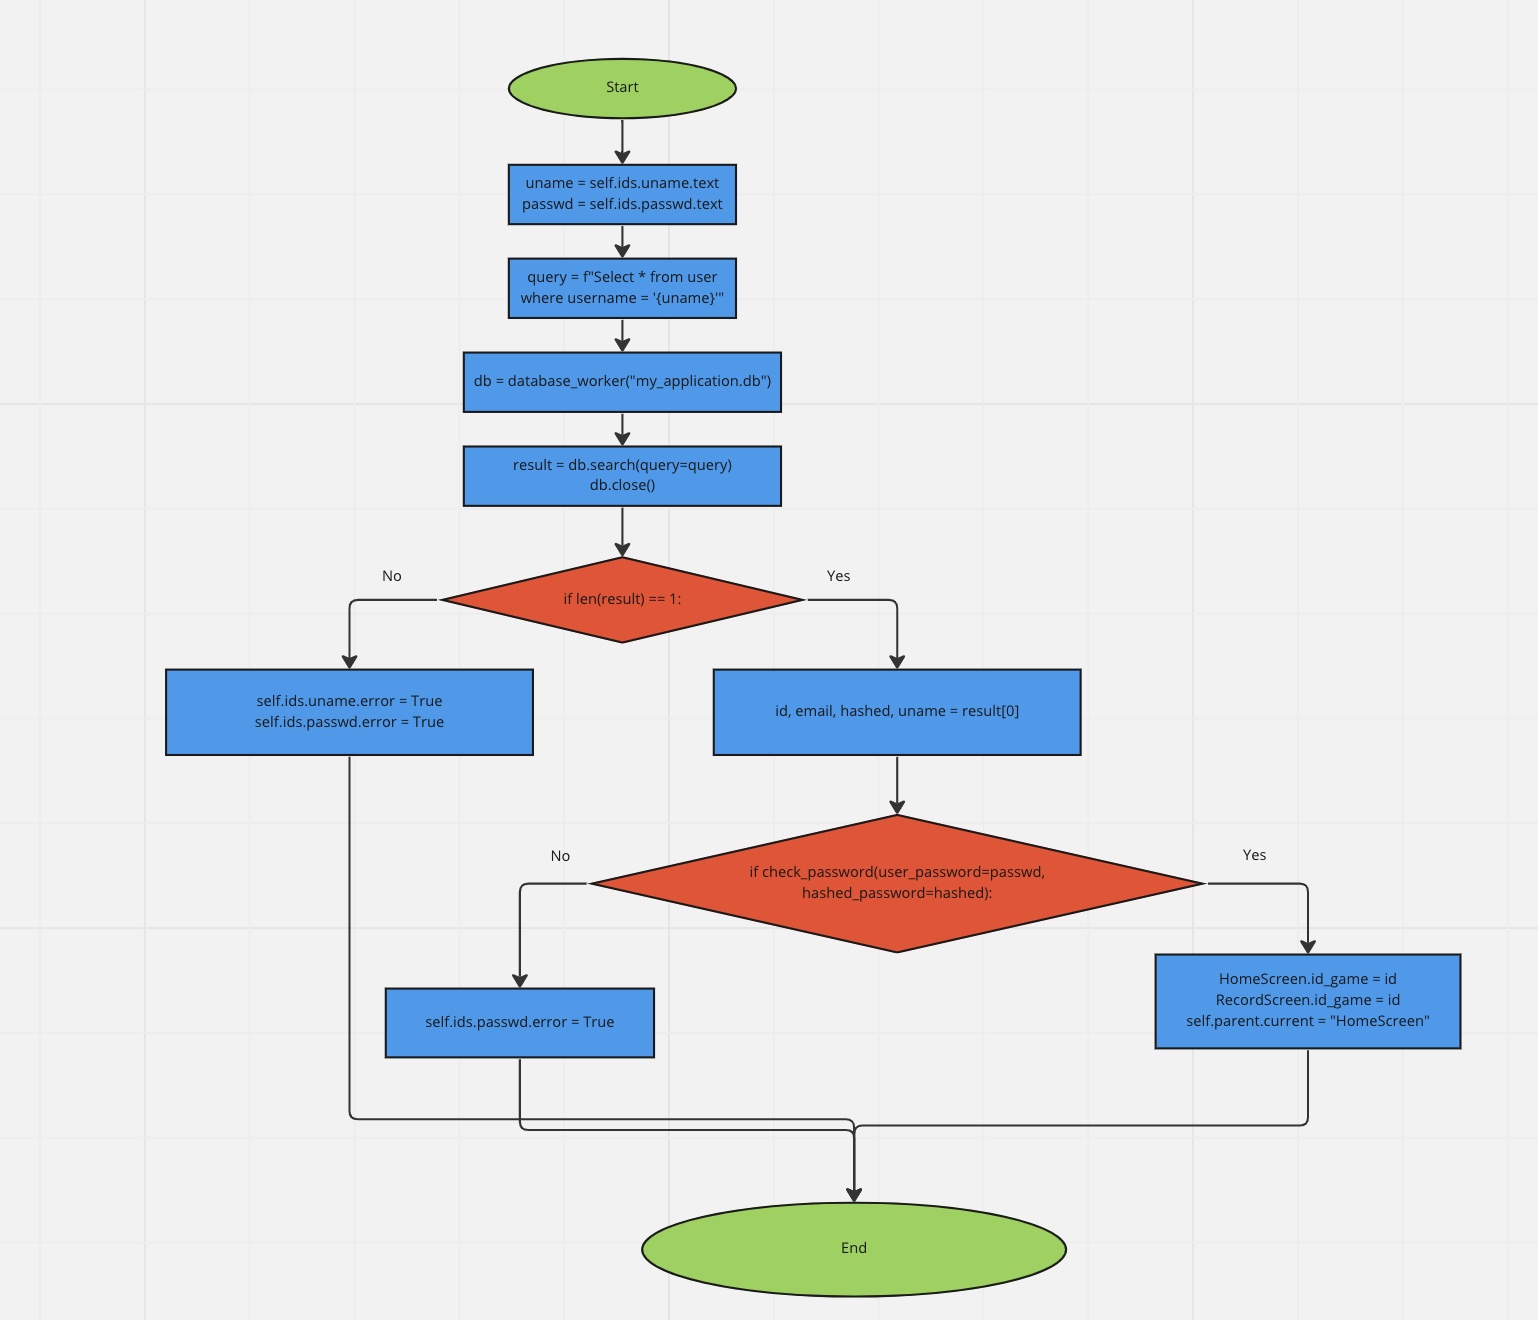 Start
uname = self.ids.uname.text
passwd = self.ids.passwd.text
query = f"Select * from user
where username = '{uname}'"
db = database_worker("my_application.db")
result = db.search(query=query)
db.close()
No
Yes
if len(result) == 1:
self.ids.uname.error = True
self.ids.passwd.error = True
id, email, hashed, uname = result[0]
No
Yes
if check_password(user_password=passwd,
hashed_password=hashed):
self.ids.passwd.error = True
HomeScreen.id_game = id
RecordScreen.id_game = id
self.parent.current = "HomeScreen"
End